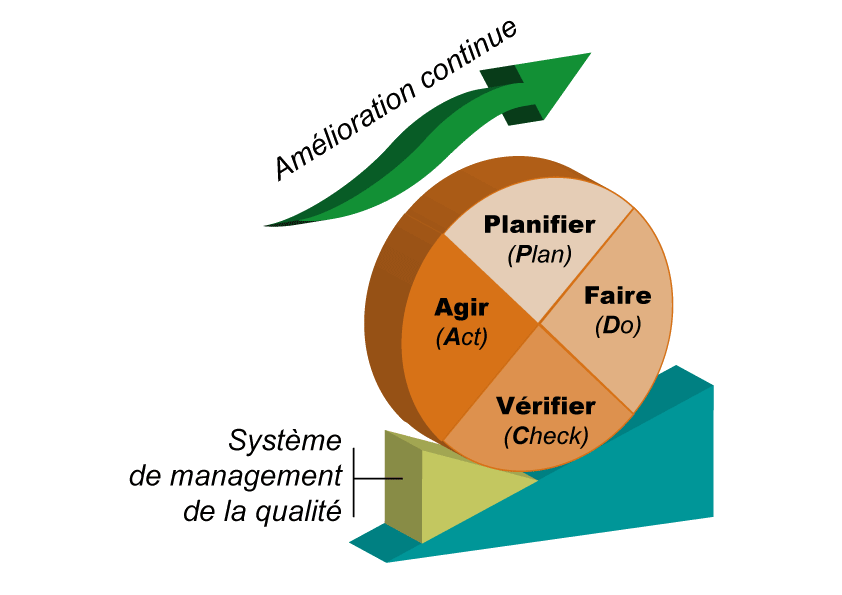 Amélioration continue
Planifier
(Plan)
Faire
(Do)
Agir
(Act)
Vérifier
(Check)
Système
de management
de la qualité